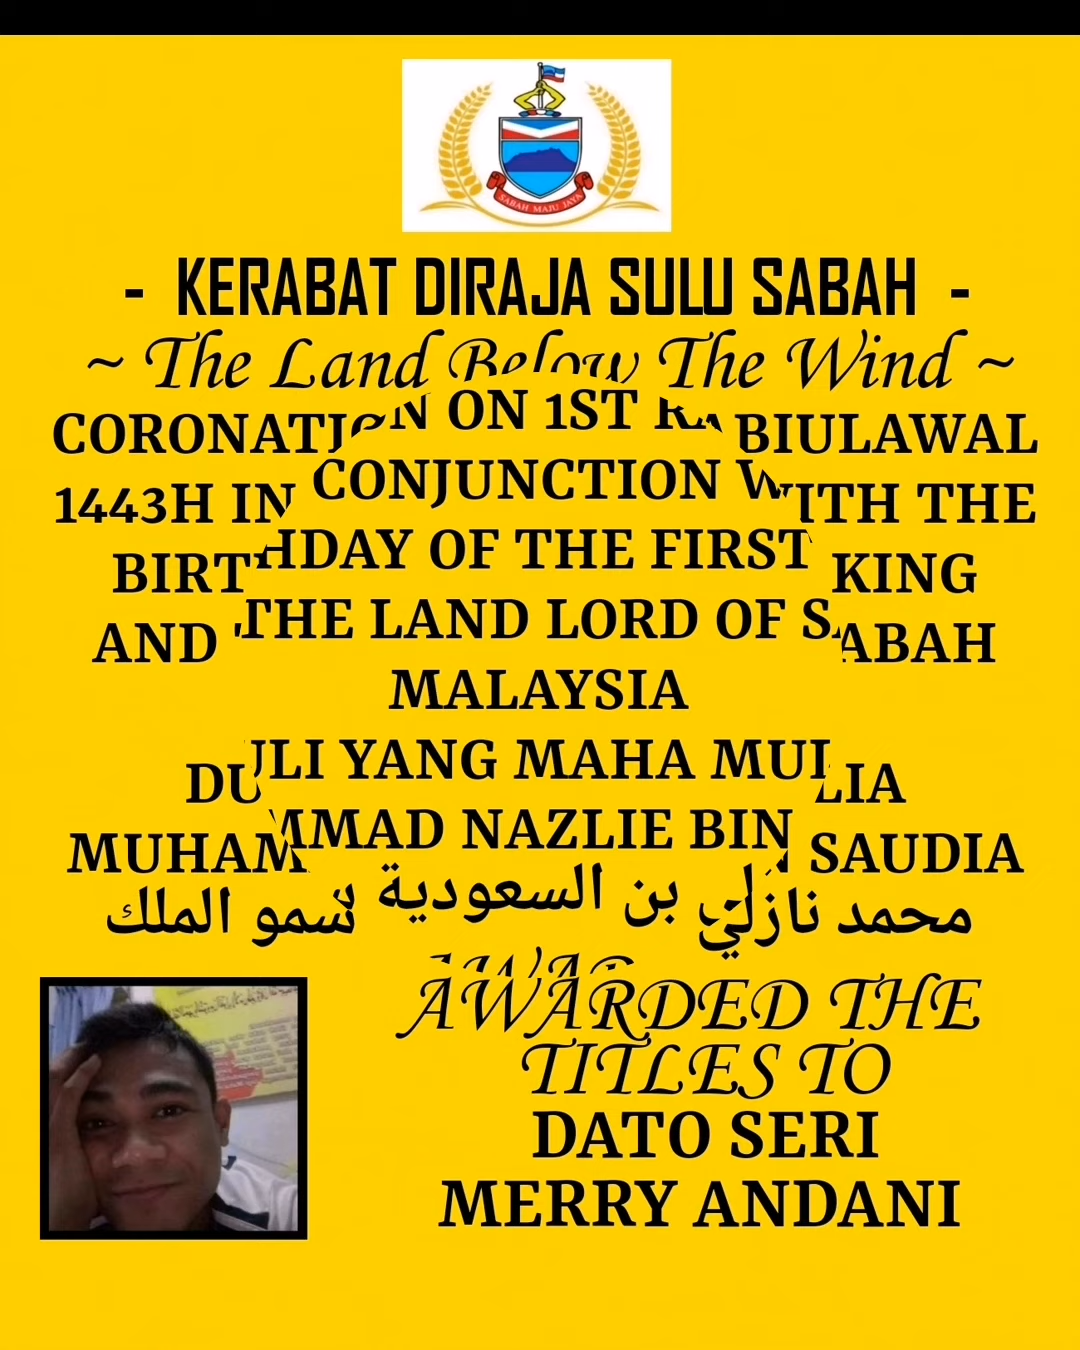 SABAH MAJU JAYA
- KERABAT DIRAJA SULU SABAH -
~ The Land Below The Wind ~
CORONATION ON 1ST RABIULAWAL
1443H IN CONJUNCTION WITH THE
BIRTHDAY OF THE FIRST KING
AND THE LAND LORD OF SABAH
MALAYSIA
DULI YANG MAHA MULIA
MUHAMMAD NAZLIE BIN SAUDIA
محمد نازلي بن السعودية سمو الملك
AWARDED THE
TITLES TO
DATO SERI
MERRY ANDANI